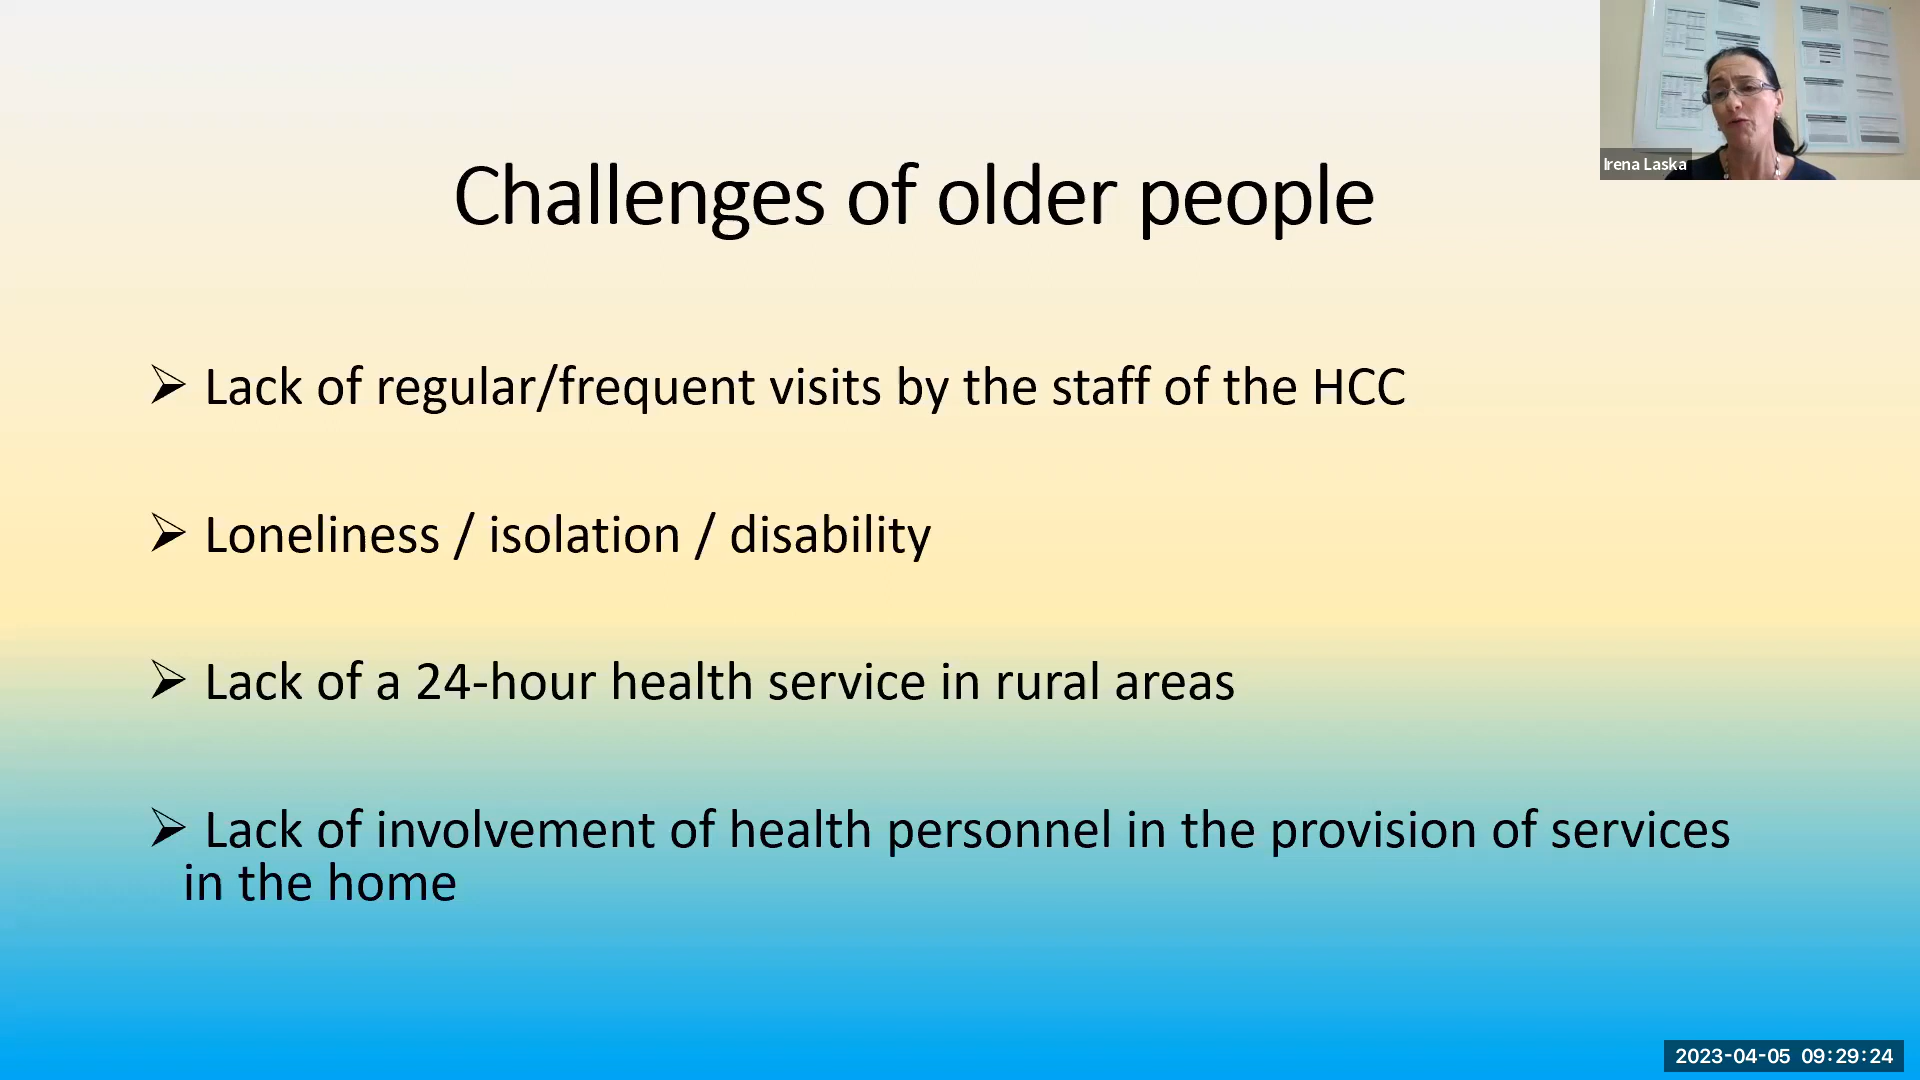 Irena Laska
Challenges of older people
➢ Lack of regular/frequent visits by the staff of the HCC
➢ Loneliness / isolation / disability
➢ Lack of a 24-hour health service in rural areas
➢ Lack of involvement of health personnel in the provision of services
in the home
2023-04-05 09:29:24